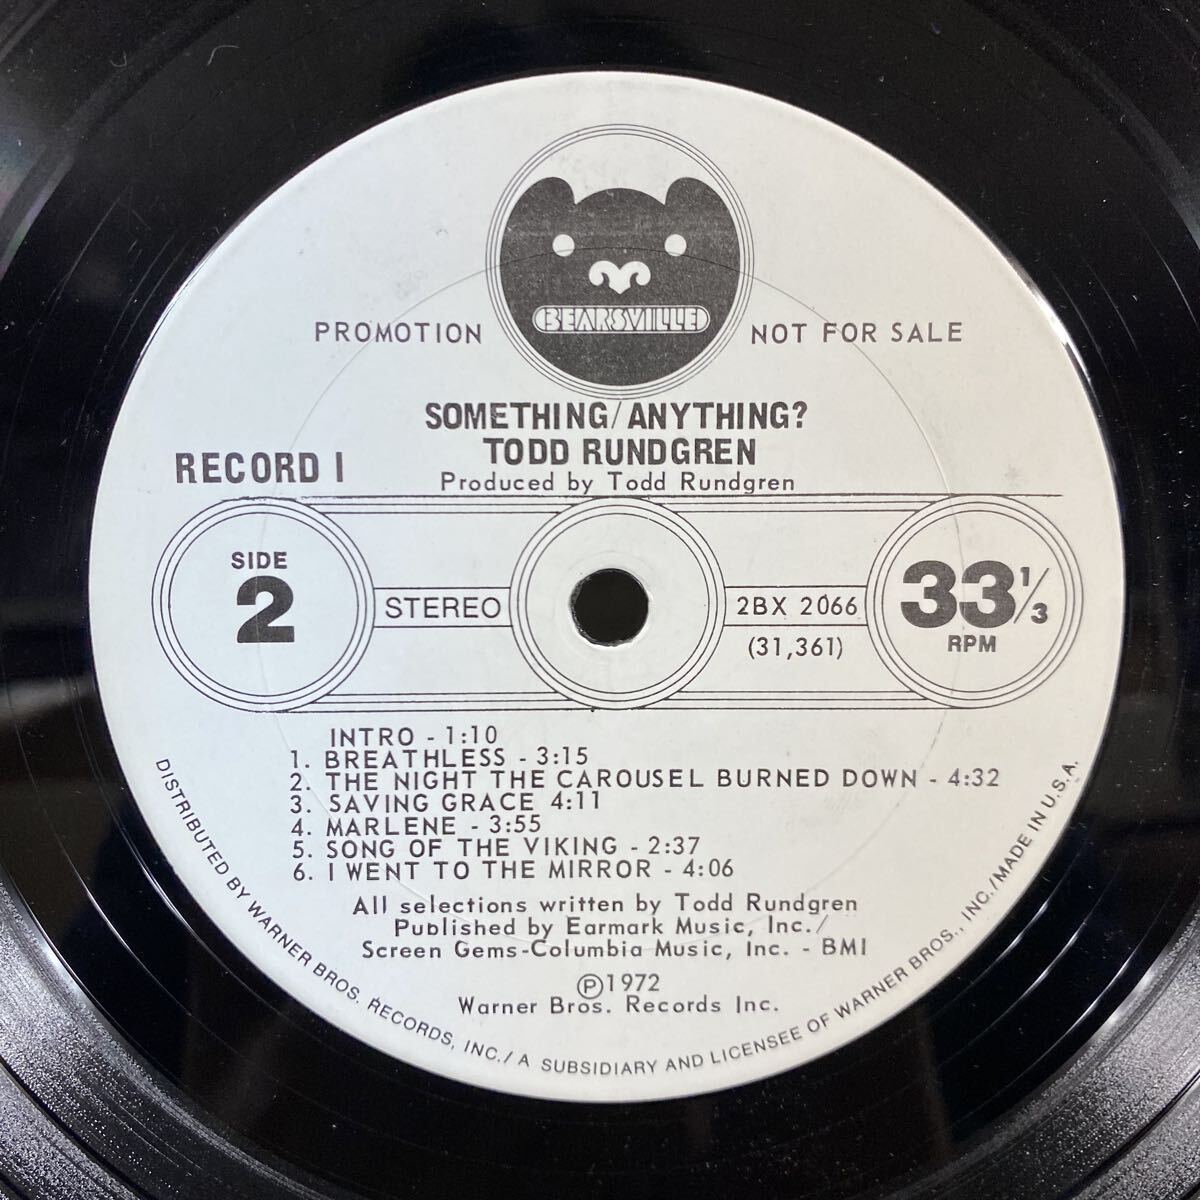 BEARSVILLE
PROMOTION NOT FOR SALE
SOMETHING/ANYTHING?
TODD RUNDGREN
RECORD I
Produced by Todd Rundgren
SIDE
2
STEREO
2BX 2066
(31,361)
33 1/3
RPM
INTRO - 1:10
1. BREATHLESS - 3:15
2. THE NIGHT THE CAROUSEL BURNED DOWN - 4:32
3. SAVING GRACE 4:11
4. MARLENE - 3:55
5. SONG OF THE VIKING - 2:37
6. I WENT TO THE MIRROR - 4:06
All selections written by Todd Rundgren
Published by Earmark Music, Inc./
Screen Gems-Columbia Music, Inc. - BMI
Ⓟ1972
Warner Bros. Records Inc.
DISTRIBUTED BY WARNER BROS. RECORDS, INC./A SUBSIDIARY AND LICENSEE OF WARNER BROS., INC./MADE IN U.S.A.